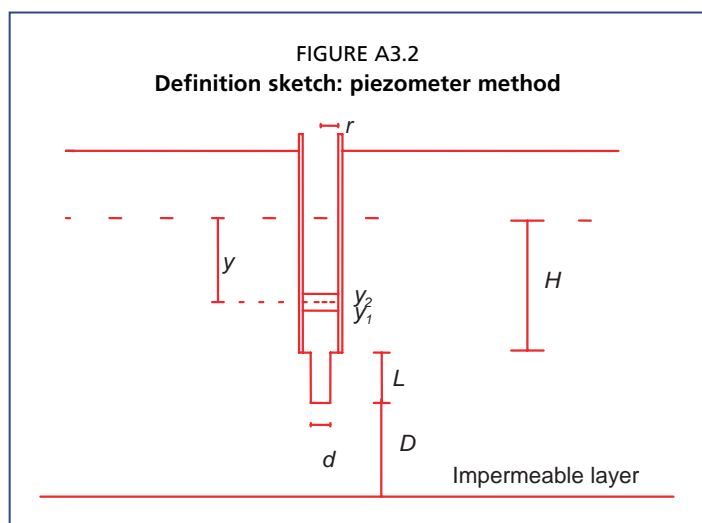 FIGURE A3.2
Definition sketch: piezometer method
r
y
y2
y1
H
L
d
D
Impermeable layer